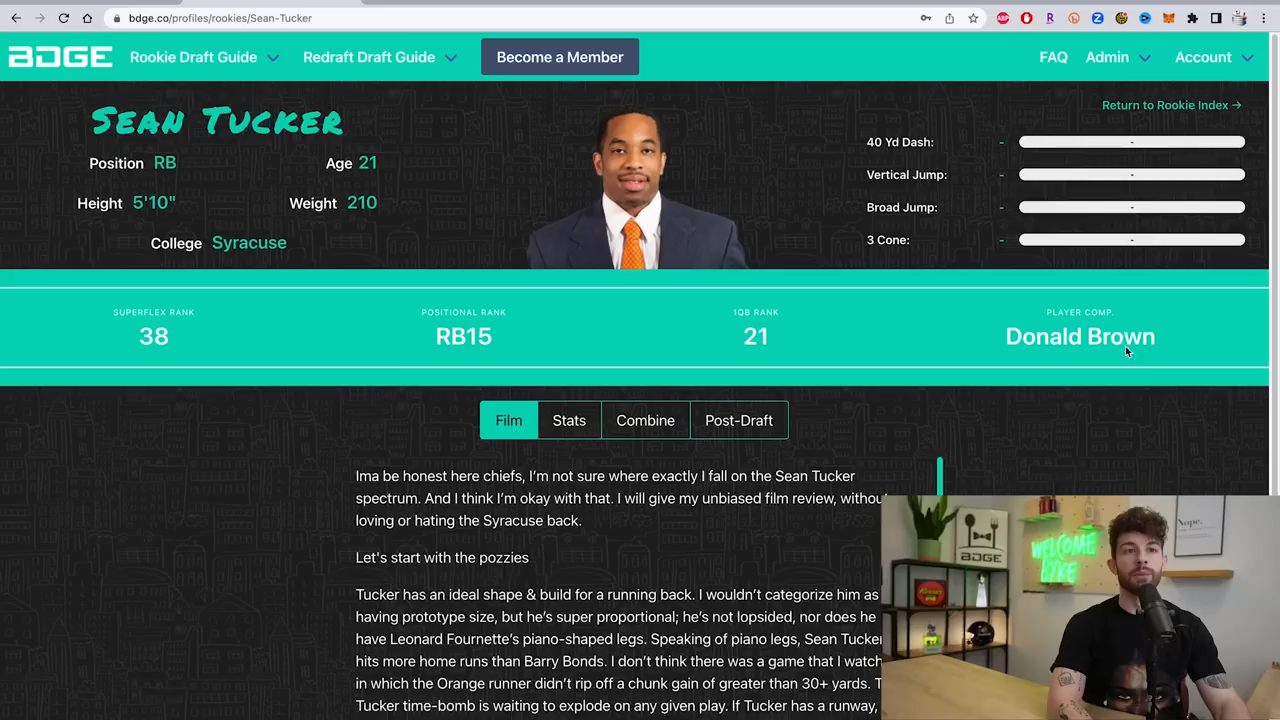 bdge.co/profiles/rookies/Sean-Tucker
BDGE Rookie Draft Guide Redraft Draft Guide Become a Member FAQ Admin Account
Return to Rookie Index →
SEAN TUCKER
Position RB Age 21
Height 5'10" Weight 210
College Syracuse
40 Yd Dash: - -
Vertical Jump: - -
Broad Jump: - -
3 Cone: - -
SUPERFLEX RANK POSITIONAL RANK 1QB RANK PLAYER COMP.
38 RB15 21 Donald Brown
Film Stats Combine Post-Draft
Ima be honest here chiefs, I'm not sure where exactly I fall on the Sean Tucker
spectrum. And I think I'm okay with that. I will give my unbiased film review, without
loving or hating the Syracuse back.
Let's start with the pozzies
Tucker has an ideal shape & build for a running back. I wouldn't categorize him as
having prototype size, but he's super proportional; he's not lopsided, nor does he
have Leonard Fournette's piano-shaped legs. Speaking of piano legs, Sean Tucker
hits more home runs than Barry Bonds. I don't think there was a game that I watch
in which the Orange runner didn't rip off a chunk gain of greater than 30+ yards. T
Tucker time-bomb is waiting to explode on any given play. If Tucker has a runway,
BDGE
WELCOME
BYKE
Nope.